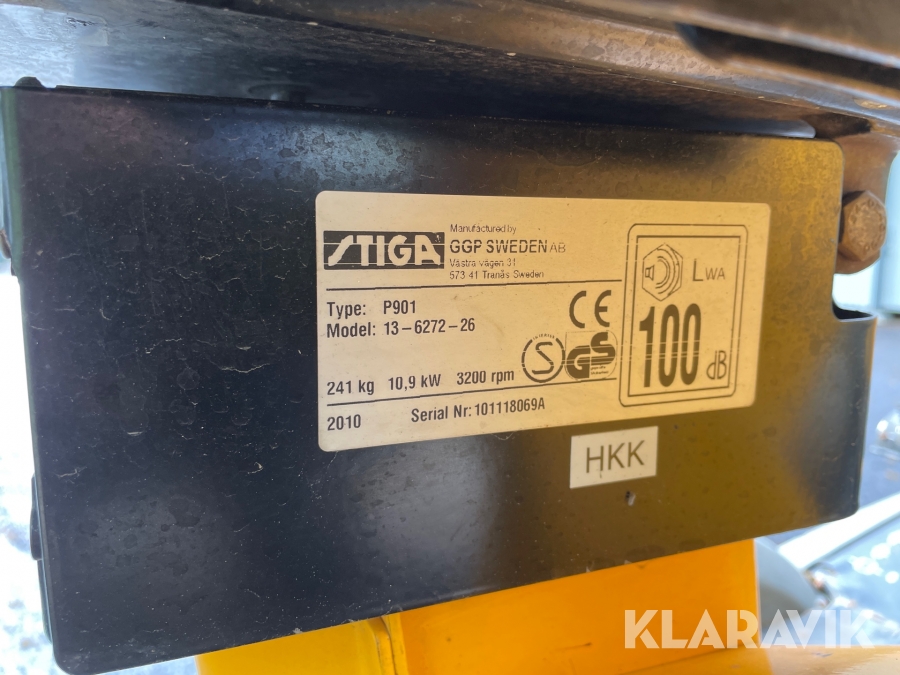 STIGA
Manufactured by
GGP SWEDEN AB
Västra vägen 31
573 41 Tranås Sweden
Type: P901
Model: 13-6272-26
241 kg 10,9 kW 3200 rpm
2010 Serial Nr: 101118069A
CE
S
GS
LWA
100
dB
HKK
KLARAVIK